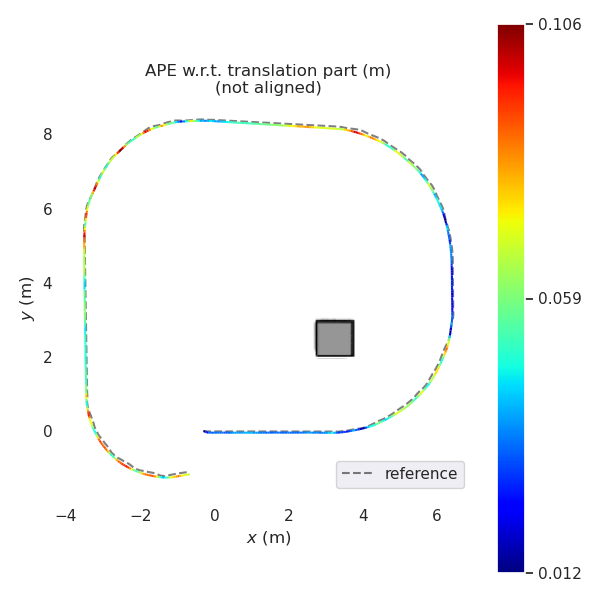 APE w.r.t. translation part (m)
(not aligned)
0.106
0.059
0.012
8
6
4
2
0
y (m)
−4 −2 0 2 4 6
x (m)
reference